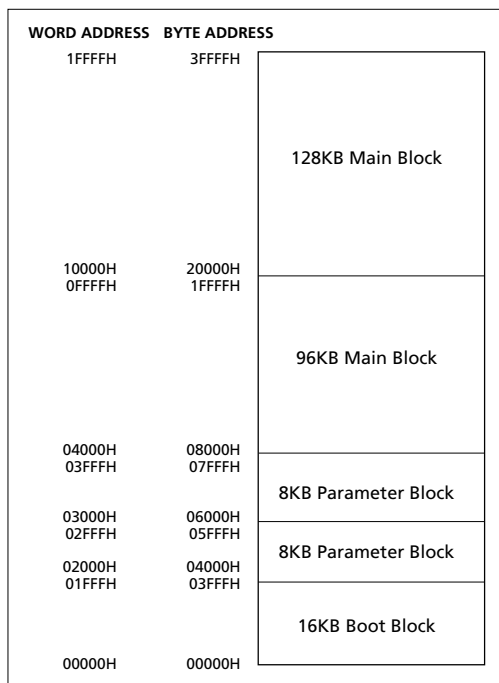 WORD ADDRESS BYTE ADDRESS
1FFFFH 3FFFFH
128KB Main Block
10000H 20000H
0FFFFH 1FFFFH
96KB Main Block
04000H 08000H
03FFFH 07FFFH
8KB Parameter Block
03000H 06000H
02FFFH 05FFFH
8KB Parameter Block
02000H 04000H
01FFFH 03FFFH
16KB Boot Block
00000H 00000H